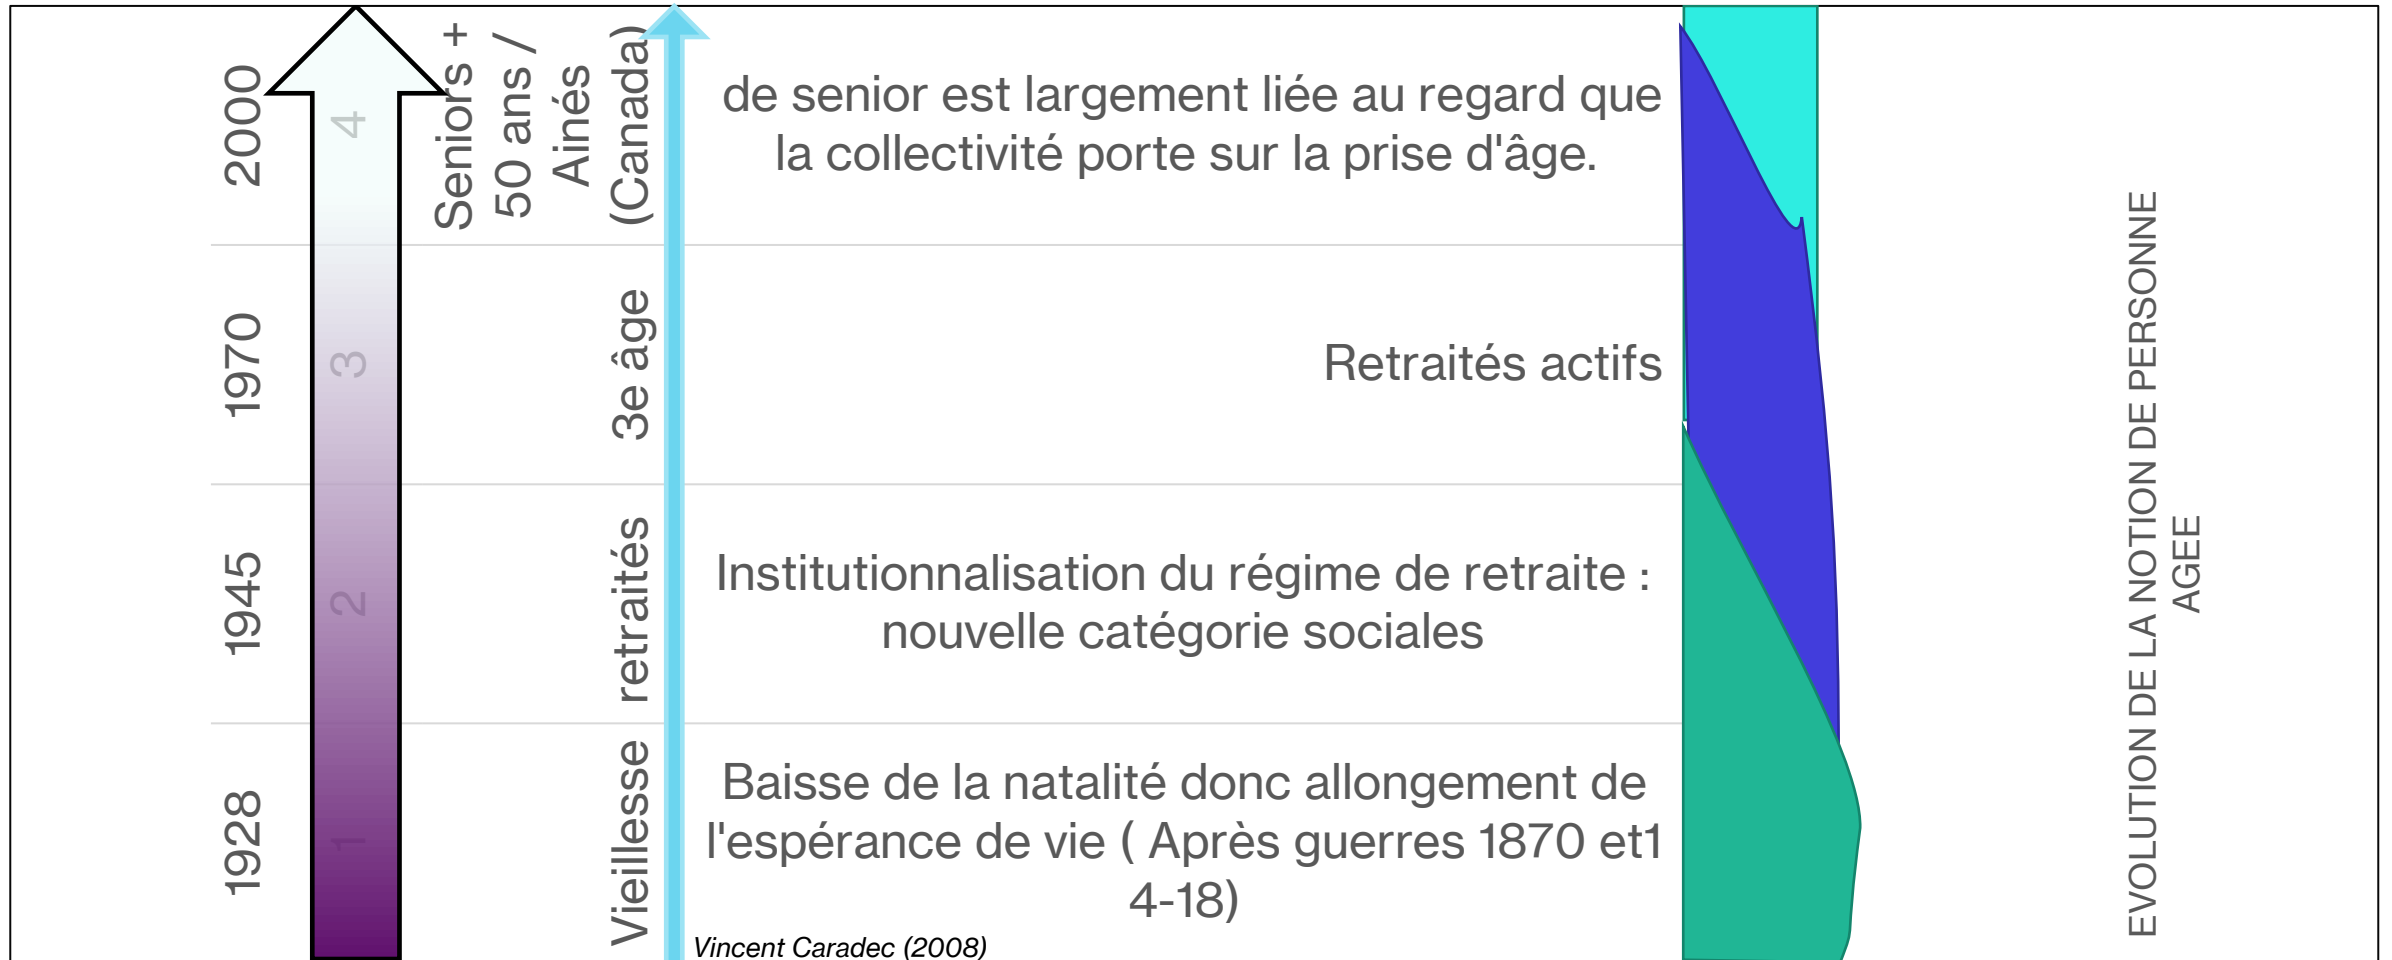 2000
4
Seniors +
50 ans /
Ainés
(Canada)
de senior est largement liée au regard que
la collectivité porte sur la prise d'âge.
1970
3
3e âge
Retraités actifs
1945
2
retraités
Institutionnalisation du régime de retraite :
nouvelle catégorie sociales
1928
1
Vieillesse
Baisse de la natalité donc allongement de
l'espérance de vie ( Après guerres 1870 et1
4-18)
Vincent Caradec (2008)
EVOLUTION DE LA NOTION DE PERSONNE
AGEE